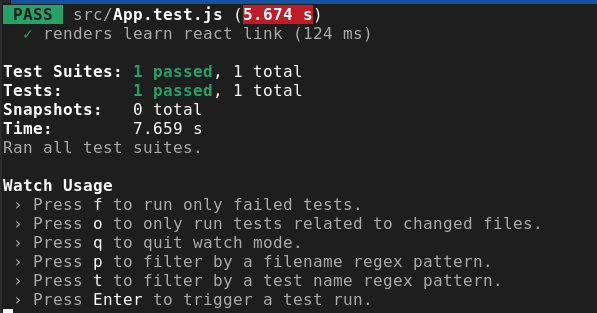 PASS src/App.test.js (5.674 s)
✓ renders learn react link (124 ms)
Test Suites: 1 passed, 1 total
Tests: 1 passed, 1 total
Snapshots: 0 total
Time: 7.659 s
Ran all test suites.
Watch Usage
› Press f to run only failed tests.
› Press o to only run tests related to changed files.
› Press q to quit watch mode.
› Press p to filter by a filename regex pattern.
› Press t to filter by a test name regex pattern.
› Press Enter to trigger a test run.